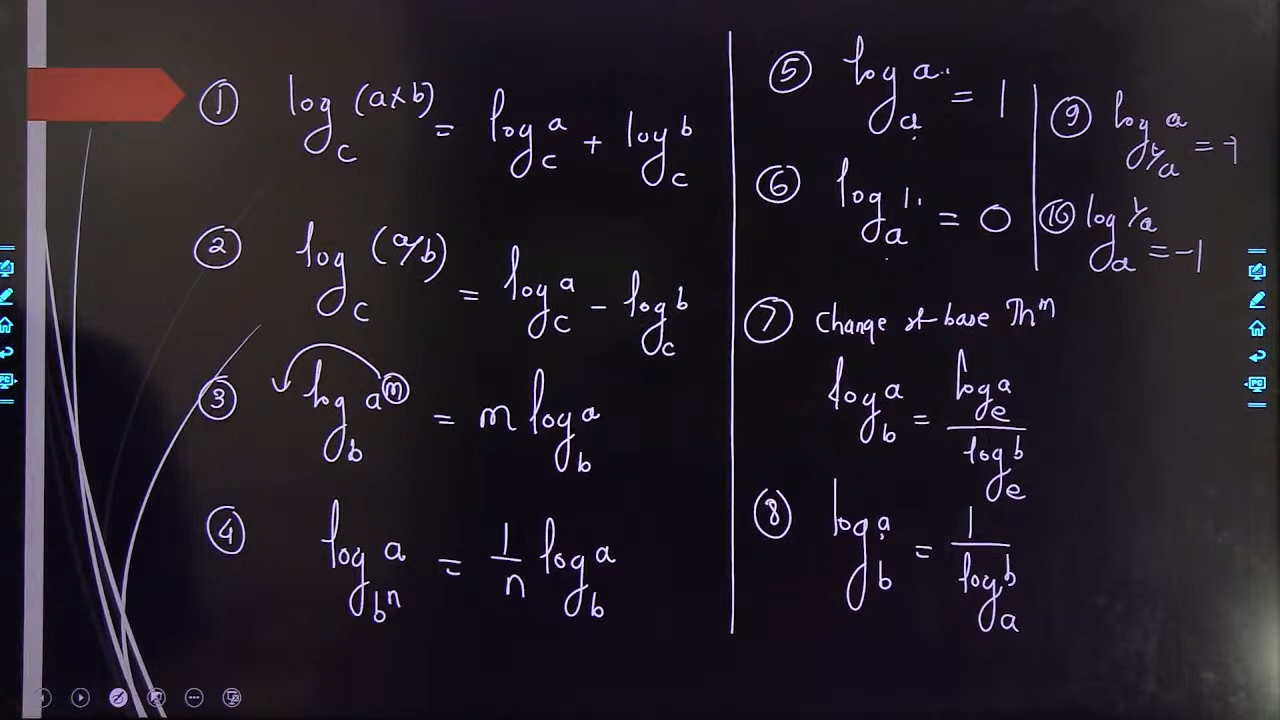 ① log_c (a×b) = log_c a + log_c b
② log_c (a/b) = log_c a - log_c b
③ log_b a^m = m log_b a
④ log_{b^n} a = 1/n log_b a
⑤ log_a a = 1
⑥ log_a 1 = 0
⑦ Change of base Th^m
log_b a = log_e a / log_e b
⑧ log_b a = 1 / log_a b
⑨ log_{1/a} a = -1
⑩ log_a 1/a = -1